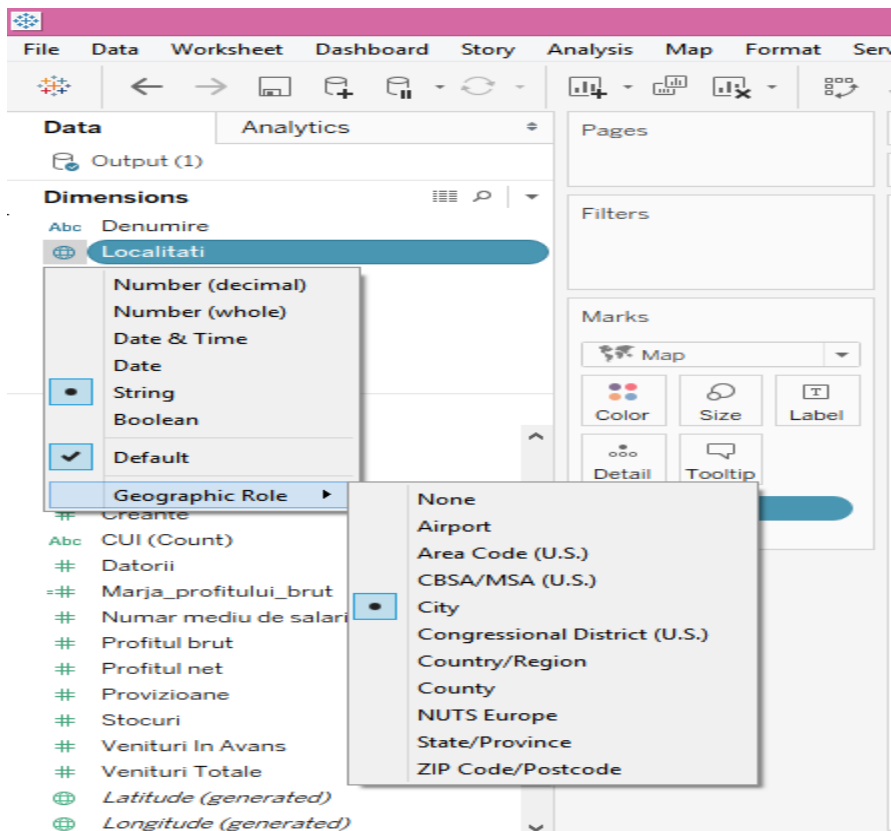 File Data Worksheet Dashboard Story Analysis Map Format
Data Analytics
Output (1)
Dimensions
Abc Denumire
Localitati
Number (decimal)
Number (whole)
Date & Time
Date
String
Boolean
Default
Geographic Role
None
Airport
Area Code (U.S.)
CBSA/MSA (U.S.)
City
Congressional District (U.S.)
Country/Region
County
NUTS Europe
State/Province
ZIP Code/Postcode
Creante
Abc CUI (Count)
# Datorii
=# Marja_profitului_brut
# Numar mediu de salari
# Profitul brut
# Profitul net
# Provizioane
# Stocuri
# Venituri In Avans
# Venituri Totale
Latitude (generated)
Longitude (generated)
Pages
Filters
Marks
Map
Color Size T Label
Detail Tooltip